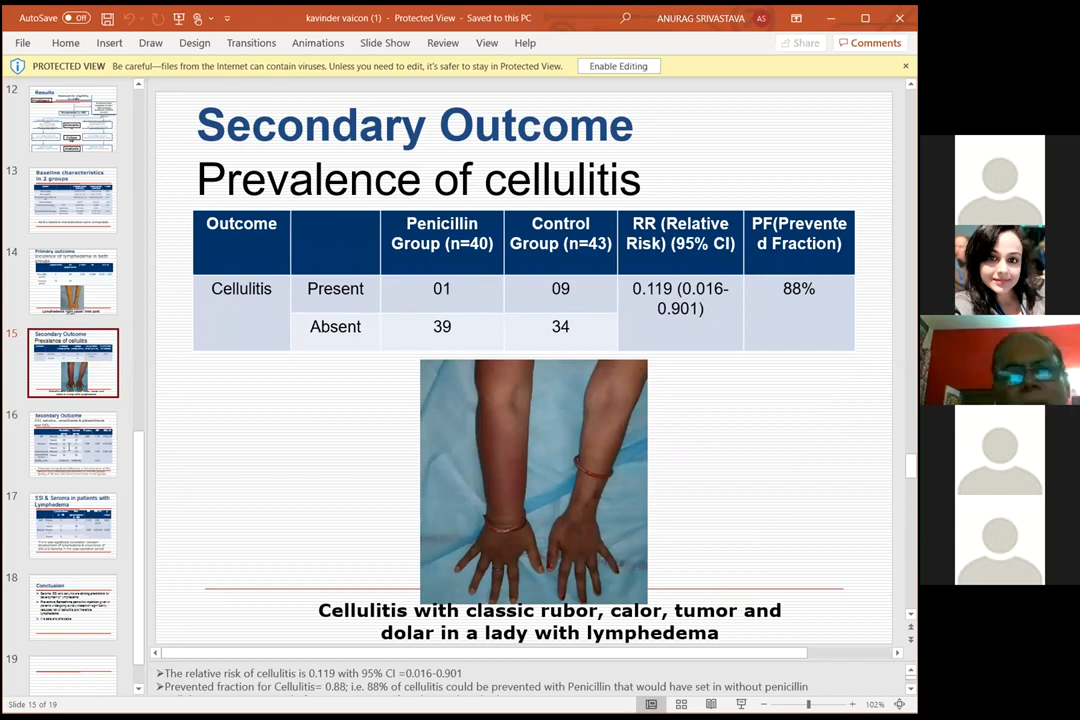 AutoSave Off kavinder vaicon (1) - Protected View - Saved to this PC ANURAG SRIVASTAVA AS
File Home Insert Draw Design Transitions Animations Slide Show Review View Help Share Comments
PROTECTED VIEW Be careful—files from the Internet can contain viruses. Unless you need to edit, it's safer to stay in Protected View. Enable Editing
12
Results
13
Baseline characteristics
in 2 groups
14
Primary outcome
Incidence of lymphedema in both
groups
15
Secondary Outcome
Prevalence of cellulitis
16
Secondary Outcome
17
SSI & Seroma in patients with
Lymphedema
18
Conclusion
19
Secondary Outcome
Prevalence of cellulitis
Outcome Penicillin Group (n=40) Control Group (n=43) RR (Relative Risk) (95% CI) PF(Prevente
d Fraction)
Cellulitis Present 01 09 0.119 (0.016-
0.901) 88%
Absent 39 34
Cellulitis with classic rubor, calor, tumor and
dolar in a lady with lymphedema
➢The relative risk of cellulitis is 0.119 with 95% CI =0.016-0.901
➢Prevented fraction for Cellulitis= 0.88; i.e. 88% of cellulitis could be prevented with Penicillin that would have set in without penicillin
Slide 15 of 19 102%